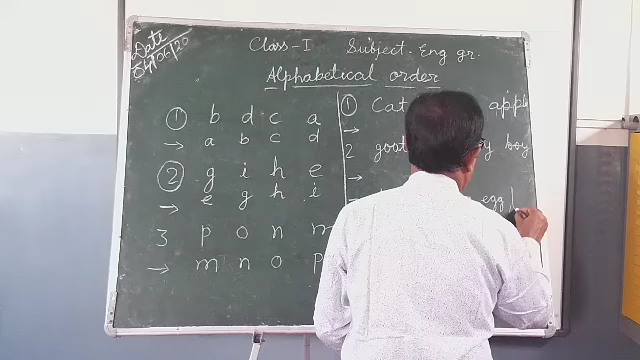 Date
04/06/20
Class-I Subject. Eng gr.
Alphabetical order
① b d c a
→ a b c d
② g i h e
→ e g h i
3 p o n m
→ m n o p
① Cat apple
→
2 goat boy
→
egg